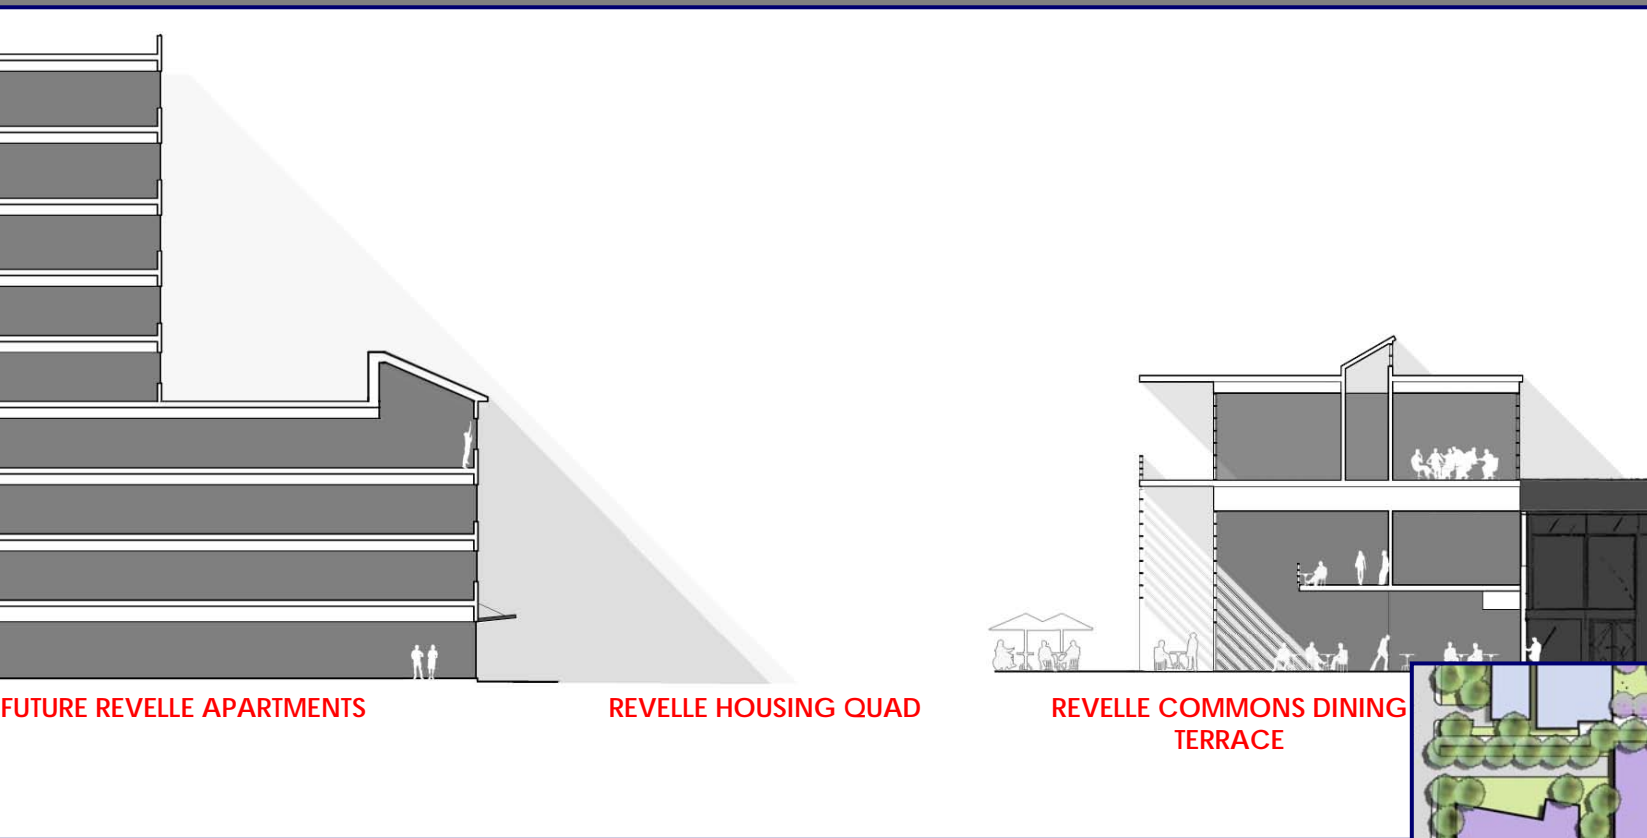 FUTURE REVELLE APARTMENTS
REVELLE HOUSING QUAD
REVELLE COMMONS DINING
TERRACE